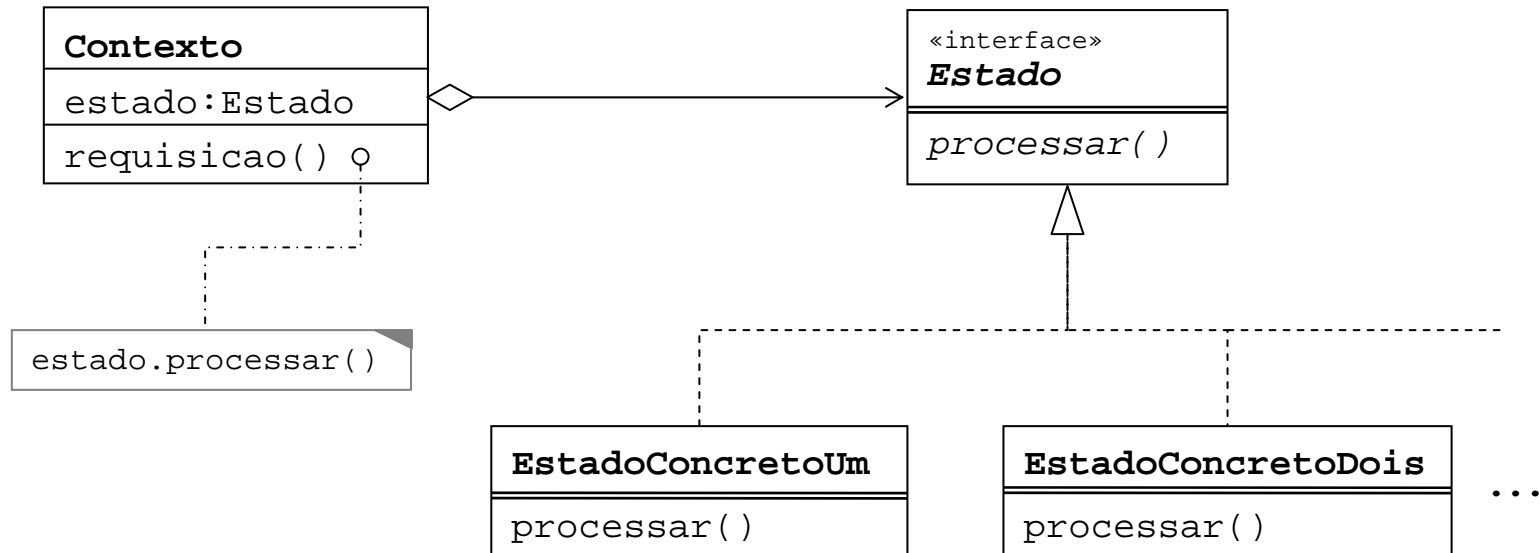 Contexto
estado:Estado
requisicao()
«interface»
Estado
processar()
estado.processar()
EstadoConcretoUm
processar()
EstadoConcretoDois
processar()
...